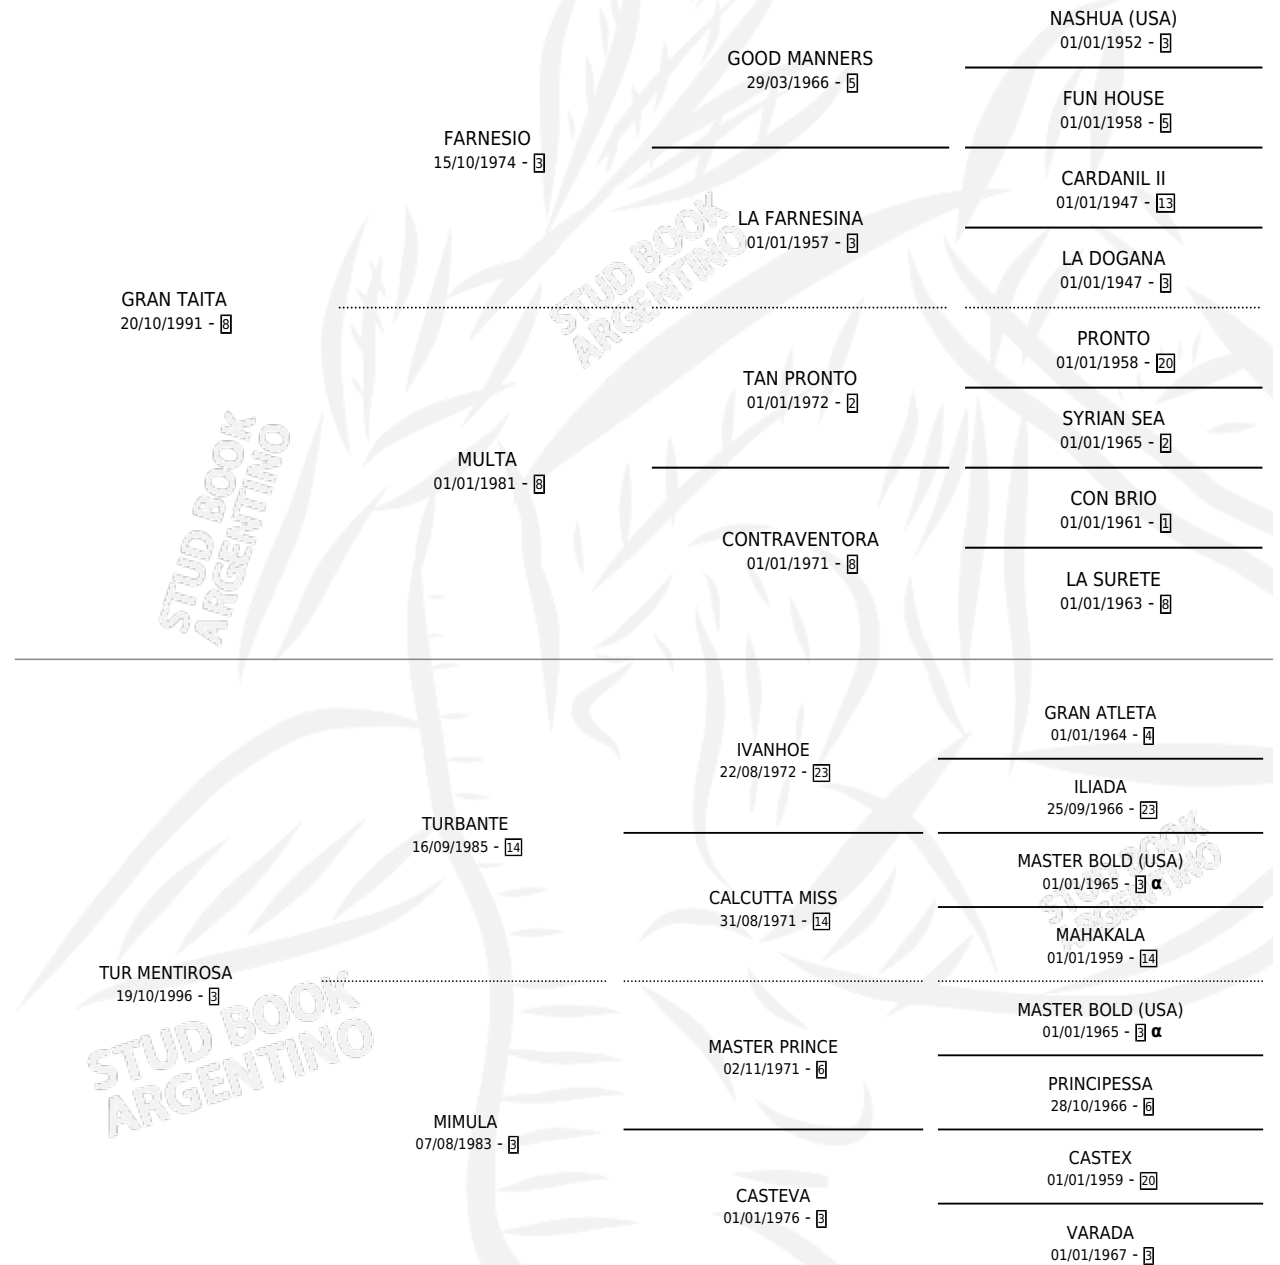 NASHUA (USA)
01/01/1952 - 3
GOOD MANNERS
29/03/1966 - 5
FUN HOUSE
01/01/1958 - 5
FARNESIO
15/10/1974 - 3
CARDANIL II
01/01/1947 - 13
LA FARNESINA
01/01/1957 - 3
LA DOGANA
01/01/1947 - 3
GRAN TAITA
20/10/1991 - 8
PRONTO
01/01/1958 - 20
TAN PRONTO
01/01/1972 - 2
SYRIAN SEA
01/01/1965 - 2
MULTA
01/01/1981 - 8
CON BRIO
01/01/1961 - 1
CONTRAVENTORA
01/01/1971 - 8
LA SURETE
01/01/1963 - 8
GRAN ATLETA
01/01/1964 - 4
IVANHOE
22/08/1972 - 23
ILIADA
25/09/1966 - 23
TURBANTE
16/09/1985 - 14
MASTER BOLD (USA)
01/01/1965 - 3 α
CALCUTTA MISS
31/08/1971 - 14
MAHAKALA
01/01/1959 - 14
TUR MENTIROSA
19/10/1996 - 3
MASTER BOLD (USA)
01/01/1965 - 3 α
MASTER PRINCE
02/11/1971 - 6
PRINCIPESSA
28/10/1966 - 6
MIMULA
07/08/1983 - 3
CASTEX
01/01/1959 - 20
CASTEVA
01/01/1976 - 3
VARADA
01/01/1967 - 3
STUD BOOK
ARGENTINO
STUD BOOK
ARGENTINO
STUD BOOK
ARGENTINO
STUD BOOK
ARGENTINO